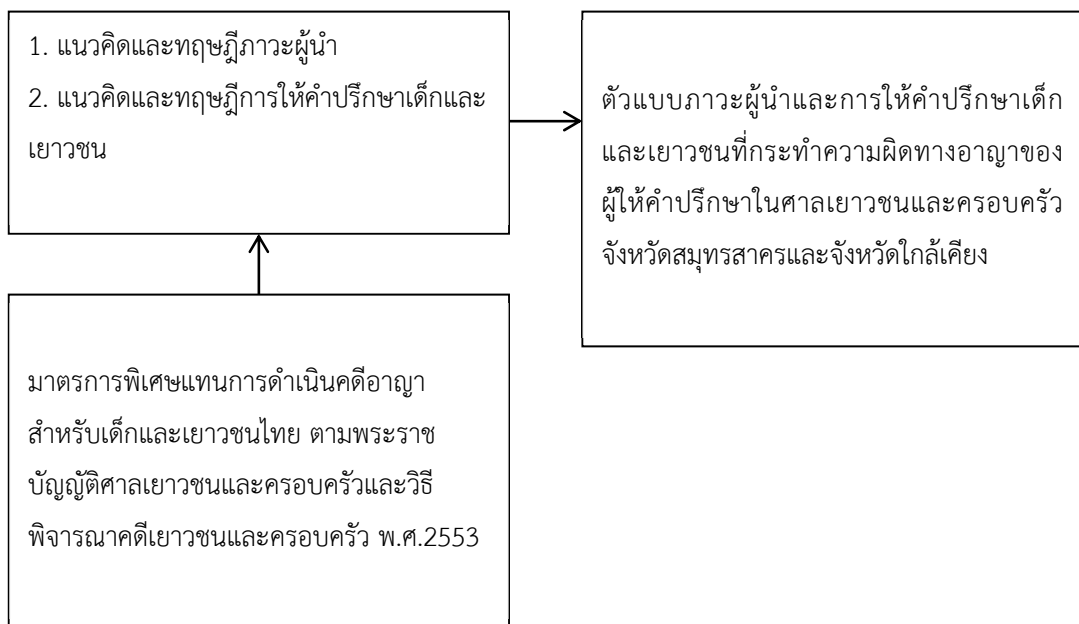 1. แนวคิดและทฤษฎีภาวะผู้นำ
2. แนวคิดและทฤษฎีการให้คำปรึกษาเด็กและ
เยาวชน
ตัวแบบภาวะผู้นำและการให้คำปรึกษาเด็ก
และเยาวชนที่กระทำความผิดทางอาญาของ
ผู้ให้คำปรึกษาในศาลเยาวชนและครอบครัว
จังหวัดสมุทรสาครและจังหวัดใกล้เคียง
มาตรการพิเศษแทนการดำเนินคดีอาญา
สำหรับเด็กและเยาวชนไทย ตามพระราช
บัญญัติศาลเยาวชนและครอบครัวและวิธี
พิจารณาคดีเยาวชนและครอบครัว พ.ศ.2553